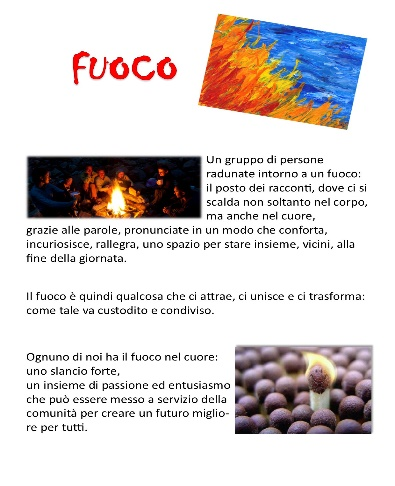 FUOCO
Un gruppo di persone
radunate intorno a un fuoco:
il posto dei racconti, dove ci si
scalda non soltanto nel corpo,
ma anche nel cuore,
grazie alle parole, pronunciate in un modo che conforta,
incuriosisce, rallegra, uno spazio per stare insieme, vicini, alla
fine della giornata.
Il fuoco è quindi qualcosa che ci attrae, ci unisce e ci trasforma:
come tale va custodito e condiviso.
Ognuno di noi ha il fuoco nel cuore:
uno slancio forte,
un insieme di passione ed entusiasmo
che può essere messo a servizio della
comunità per creare un futuro miglio-
re per tutti.